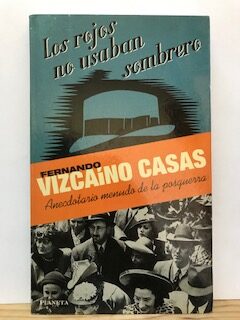 Los rojos
no usaban
sombrero
FERNANDO
VIZCAÍNO CASAS
Anecdotario menudo de la posguerra
PLANETA